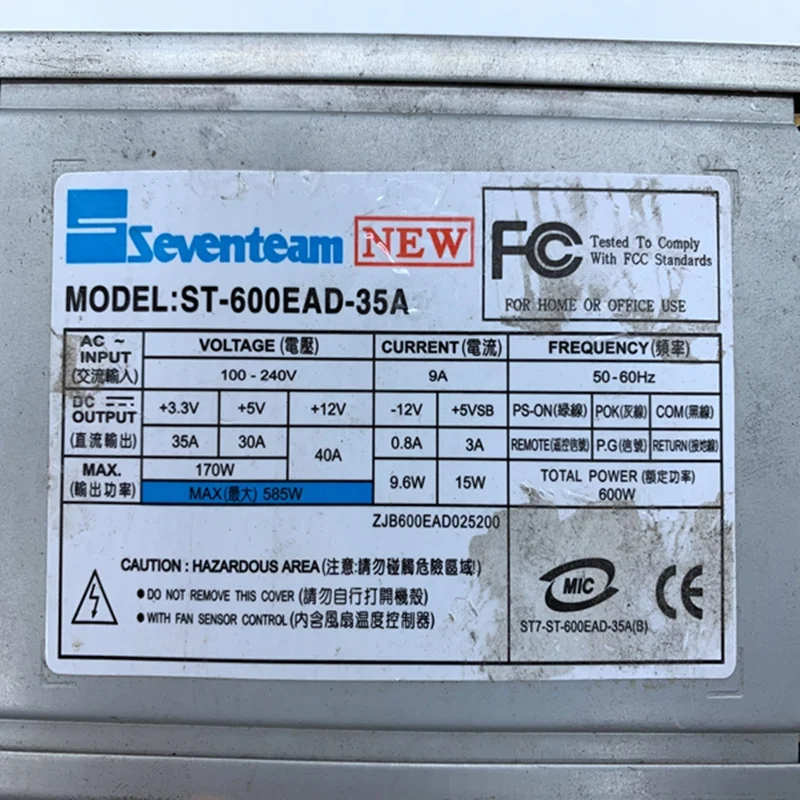 Seventeam NEW
FC Tested To Comply
With FCC Standards
FOR HOME OR OFFICE USE
MODEL:ST-600EAD-35A
AC ~ INPUT (交流輸入) VOLTAGE (電壓) CURRENT (電流) FREQUENCY (頻率)
100 - 240V 9A 50-60Hz
DC OUTPUT (直流輸出) +3.3V +5V +12V -12V +5VSB PS-ON(綠線) POK(灰線) COM(黑線)
35A 30A 40A 0.8A 3A REMOTE(遙控信號) P.G(信號) RETURN(接地線)
MAX. (輸出功率) 170W 9.6W 15W TOTAL POWER (額定功率)
600W
MAX(最大) 585W
ZJB600EAD025200
CAUTION : HAZARDOUS AREA (注意:請勿碰觸危險區域!)
●DO NOT REMOVE THIS COVER (請勿自行打開機殼)
●WITH FAN SENSOR CONTROL (內含風扇溫度控制器)
MIC CE
ST7-ST-600EAD-35A(B)